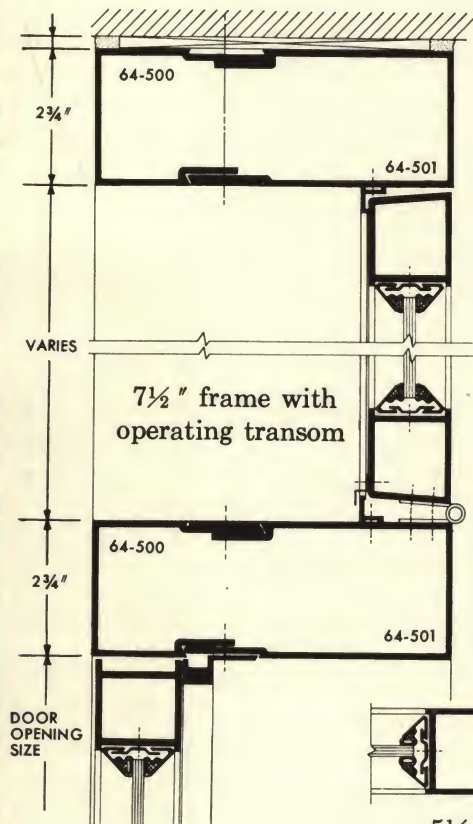 64-500
2¾"
64-501
VARIES
7½" frame with
operating transom
64-500
2¾"
64-501
DOOR
OPENING
SIZE